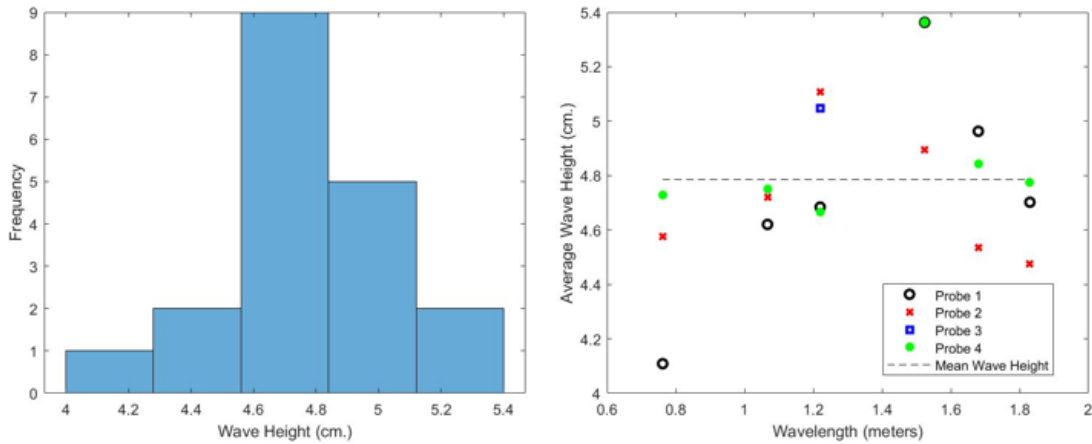 9
8
7
6
5
4
3
2
1
0
Frequency
4 4.2 4.4 4.6 4.8 5 5.2 5.4
Wave Height (cm.)
5.4
5.2
5
4.8
4.6
4.4
4.2
4
Average Wave Height (cm.)
Probe 1
Probe 2
Probe 3
Probe 4
Mean Wave Height
0.6 0.8 1 1.2 1.4 1.6 1.8 2
Wavelength (meters)